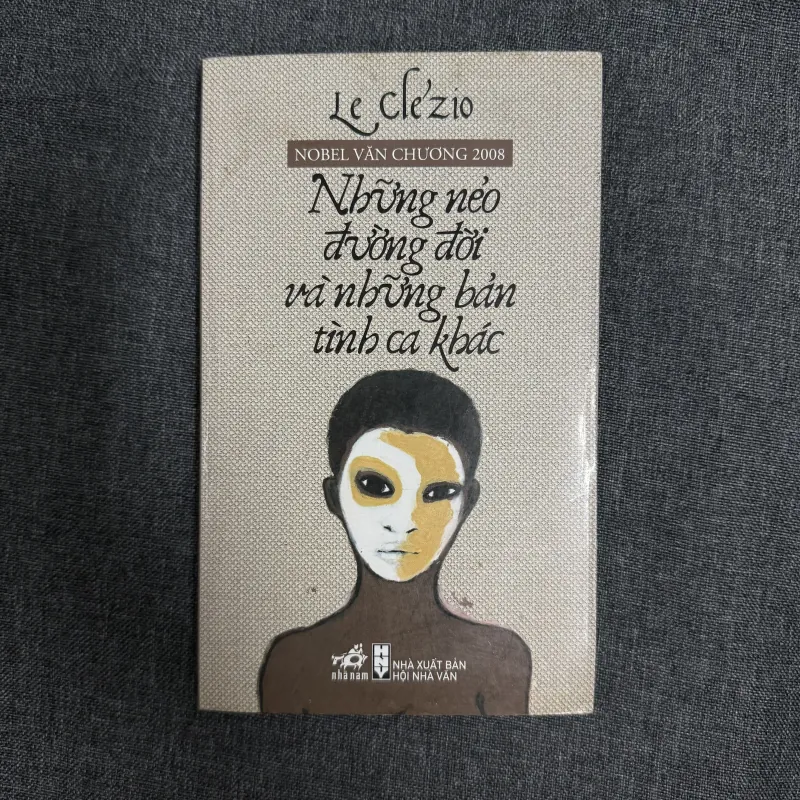 Le Clézio
NOBEL VĂN CHƯƠNG 2008
Những nẻo
đường đời
và những bản
tình ca khác
nhã nam
HNV
NHÀ XUẤT BẢN
HỘI NHÀ VĂN